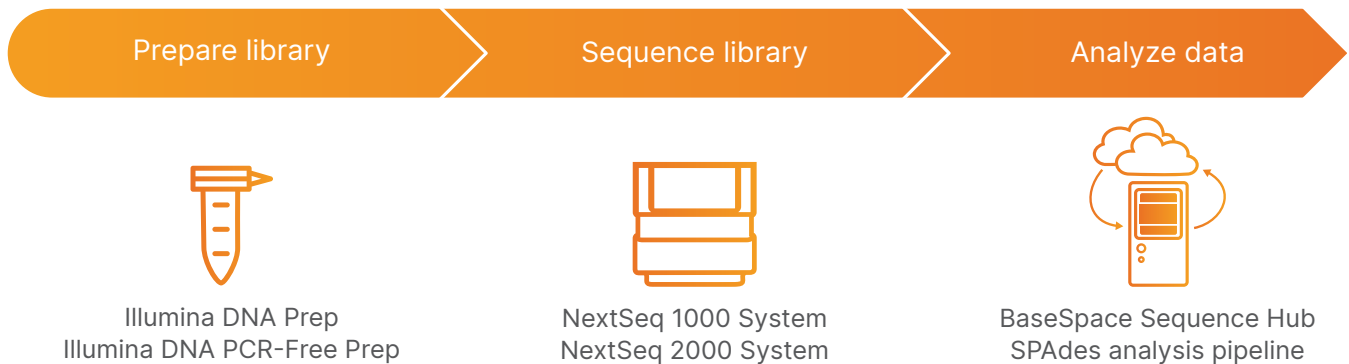 Prepare library
Sequence library
Analyze data
Illumina DNA Prep
Illumina DNA PCR-Free Prep
NextSeq 1000 System
NextSeq 2000 System
BaseSpace Sequence Hub
SPAdes analysis pipeline